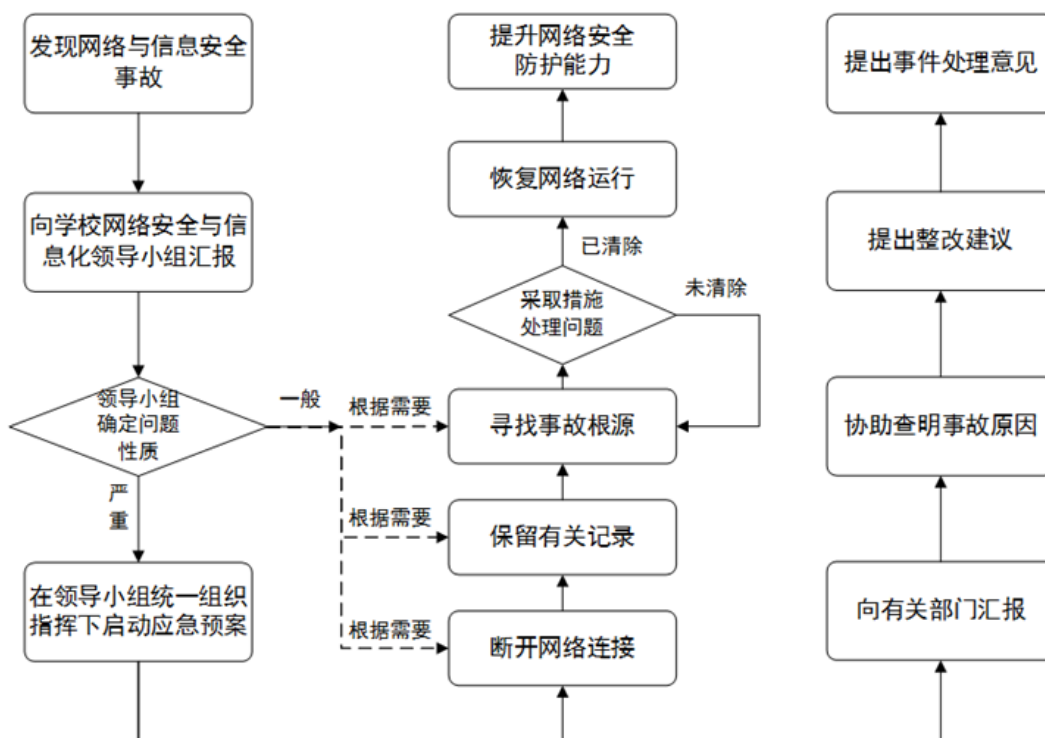 发现网络与信息安全
事故
向学校网络安全与信
息化领导小组汇报
领导小组
确定问题
性质
一般
严
重
在领导小组统一组织
指挥下启动应急预案
提升网络安全
防护能力
恢复网络运行
已清除
采取措施
处理问题
未清除
根据需要
寻找事故根源
根据需要
保留有关记录
根据需要
断开网络连接
提出事件处理意见
提出整改建议
协助查明事故原因
向有关部门汇报